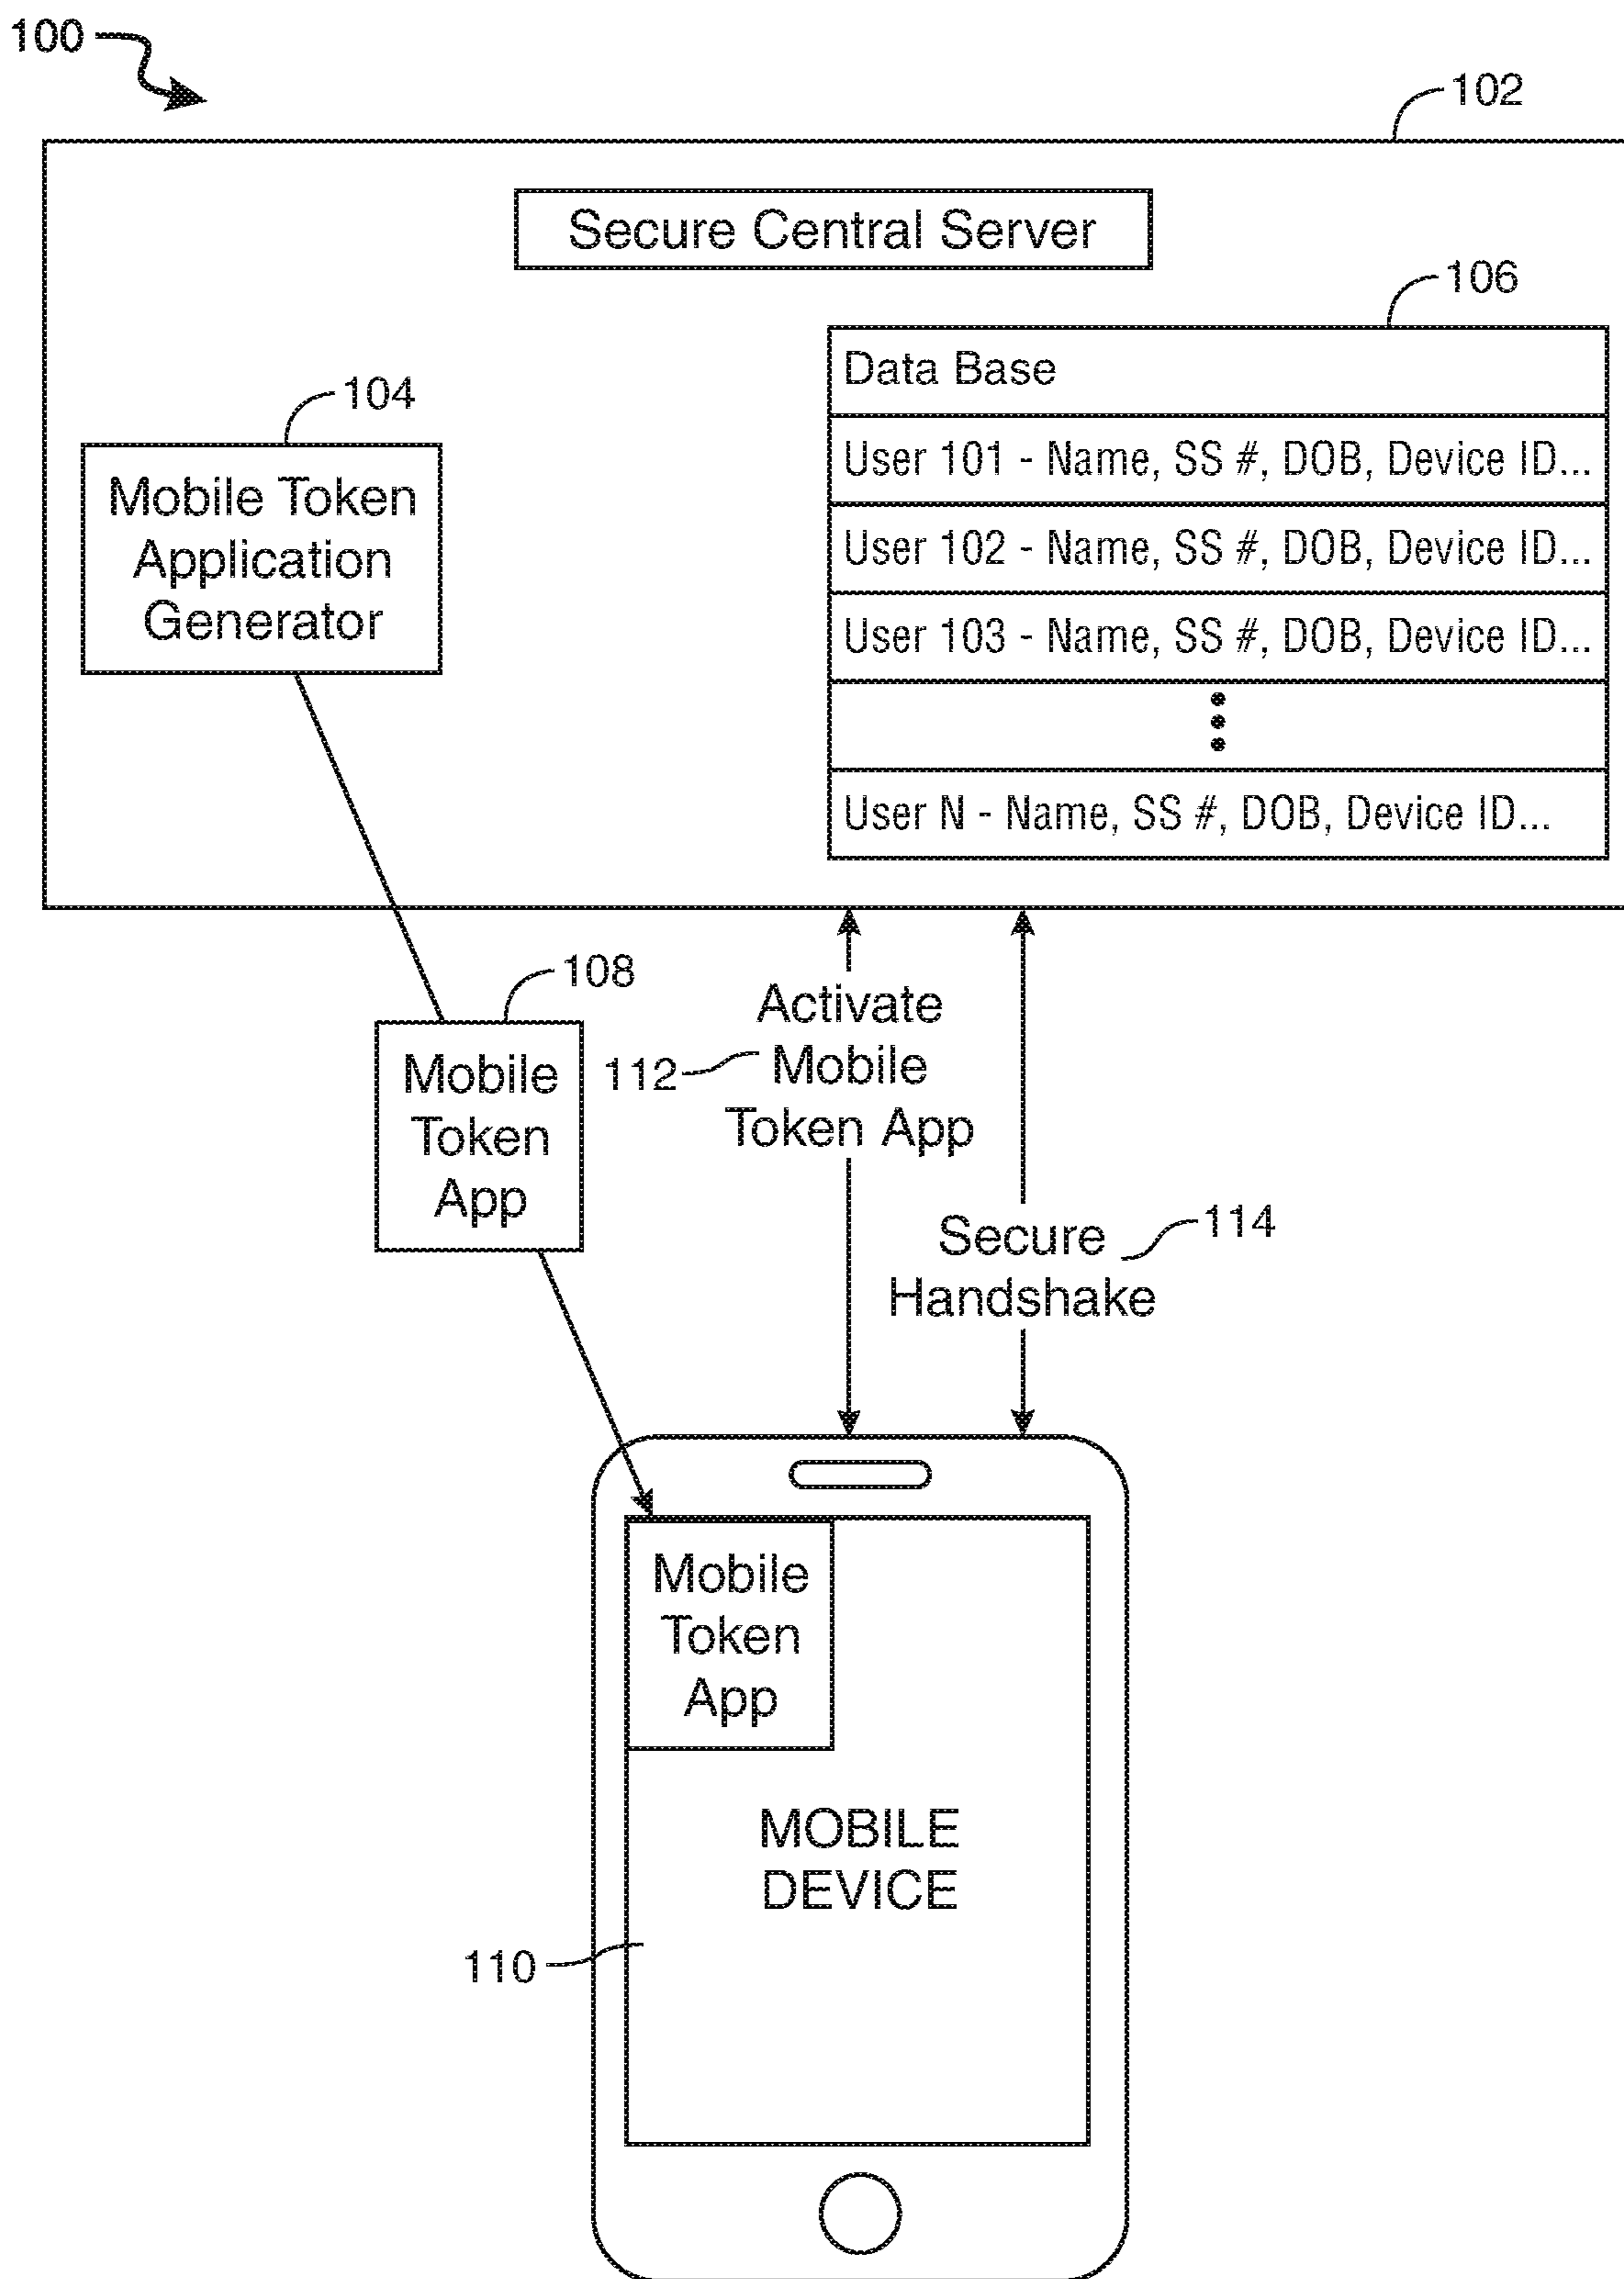 100
102
Secure Central Server
106
Data Base
User 101 - Name, SS #, DOB, Device ID...
User 102 - Name, SS #, DOB, Device ID...
User 103 - Name, SS #, DOB, Device ID...
User N - Name, SS #, DOB, Device ID...
104
Mobile Token
Application
Generator
108
Mobile
Token
App
112
Activate
Mobile
Token App
114
Secure
Handshake
Mobile
Token
App
MOBILE
DEVICE
110